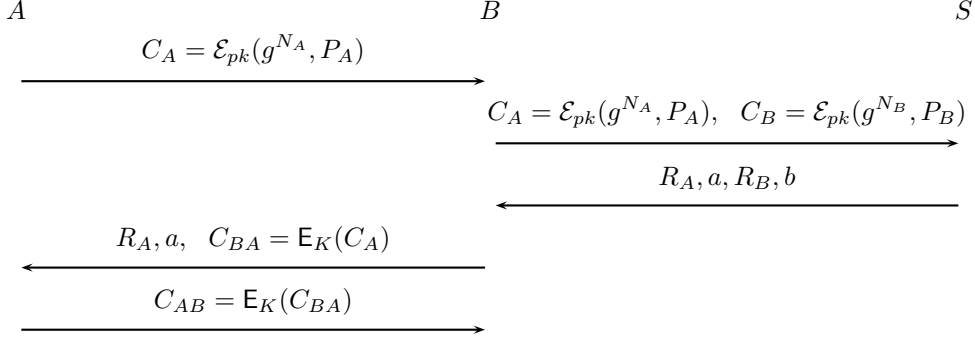 A B S
C_A = \mathcal{E}_{pk}(g^{N_A}, P_A)
C_A = \mathcal{E}_{pk}(g^{N_A}, P_A), C_B = \mathcal{E}_{pk}(g^{N_B}, P_B)
R_A, a, R_B, b
R_A, a, C_{BA} = \mathsf{E}_K(C_A)
C_{AB} = \mathsf{E}_K(C_{BA})